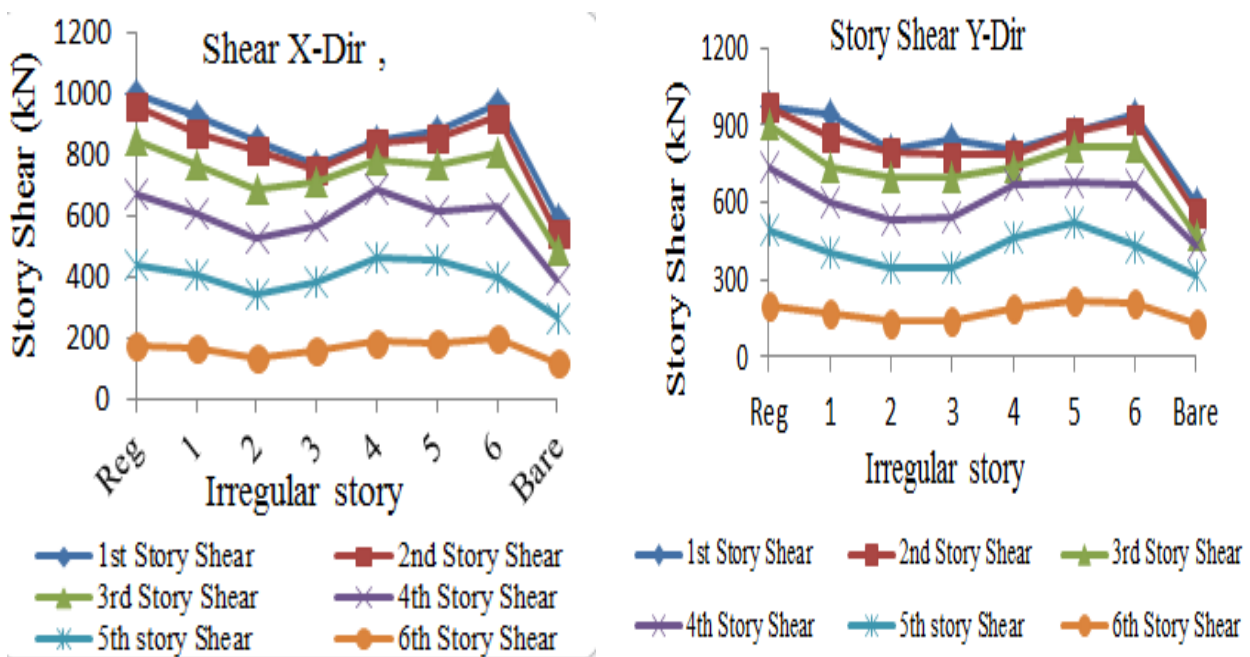 Shear X-Dir ,
Story Shear (kN)
1200
1000
800
600
400
200
0
Reg 1 2 3 4 5 6 Bare
Irregular story
1st Story Shear 2nd Story Shear
3rd Story Shear 4th Story Shear
5th story Shear 6th Story Shear
Story Shear Y-Dir
Story Shear (kN)
1200
900
600
300
0
Reg 1 2 3 4 5 6 Bare
Irregular story
1st Story Shear 2nd Story Shear 3rd Story Shear
4th Story Shear 5th story Shear 6th Story Shear